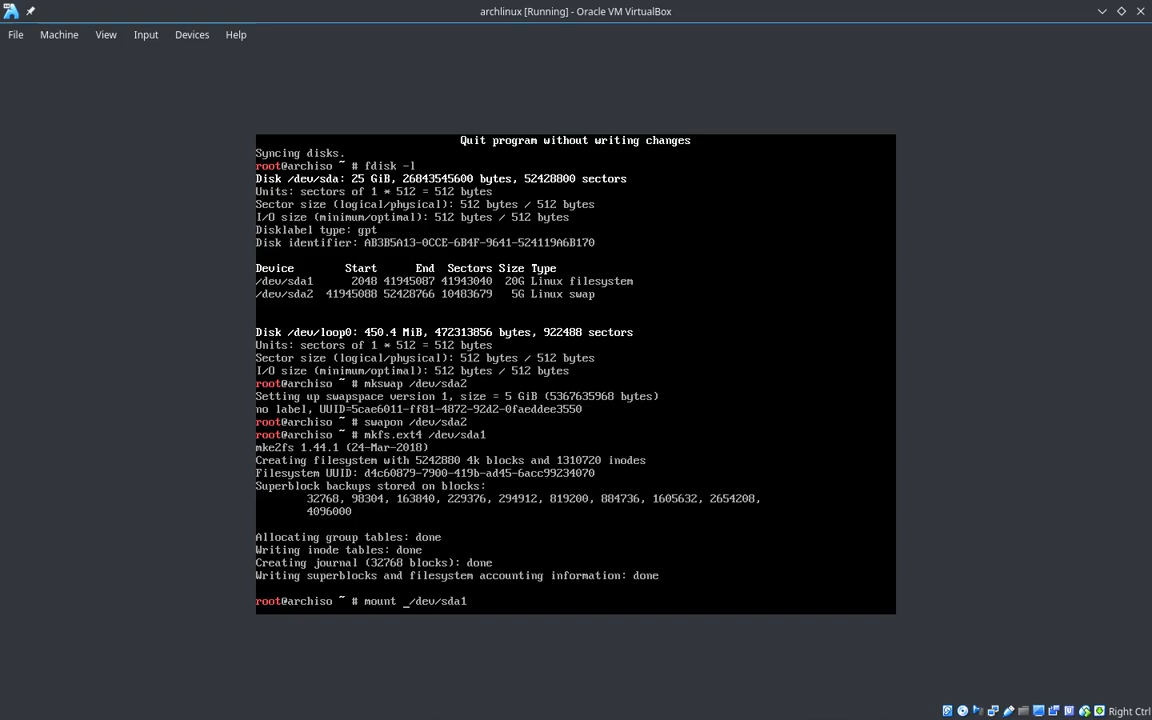 archlinux [Running] - Oracle VM VirtualBox
File Machine View Input Devices Help
Quit program without writing changes
Syncing disks.
root@archiso ~ # fdisk -l
Disk /dev/sda: 25 GiB, 26843545600 bytes, 52428800 sectors
Units: sectors of 1 * 512 = 512 bytes
Sector size (logical/physical): 512 bytes / 512 bytes
I/O size (minimum/optimal): 512 bytes / 512 bytes
Disklabel type: gpt
Disk identifier: AB3B5A13-0CCE-6B4F-9641-524119A6B170
Device Start End Sectors Size Type
/dev/sda1 2048 41945087 41943040 20G Linux filesystem
/dev/sda2 41945088 52428766 10483679 5G Linux swap
Disk /dev/loop0: 450.4 MiB, 472313856 bytes, 922488 sectors
Units: sectors of 1 * 512 = 512 bytes
Sector size (logical/physical): 512 bytes / 512 bytes
I/O size (minimum/optimal): 512 bytes / 512 bytes
root@archiso ~ # mkswap /dev/sda2
Setting up swapspace version 1, size = 5 GiB (5367635968 bytes)
no label, UUID=5cae6011-ff81-4872-92d2-0faeddee3550
root@archiso ~ # swapon /dev/sda2
root@archiso ~ # mkfs.ext4 /dev/sda1
mke2fs 1.44.1 (24-Mar-2018)
Creating filesystem with 5242880 4k blocks and 1310720 inodes
Filesystem UUID: d4c60879-7900-419b-ad45-6acc99234070
Superblock backups stored on blocks:
32768, 98304, 163840, 229376, 294912, 819200, 884736, 1605632, 2654208,
4096000
Allocating group tables: done
Writing inode tables: done
Creating journal (32768 blocks): done
Writing superblocks and filesystem accounting information: done
root@archiso ~ # mount _/dev/sda1
Right Ctrl